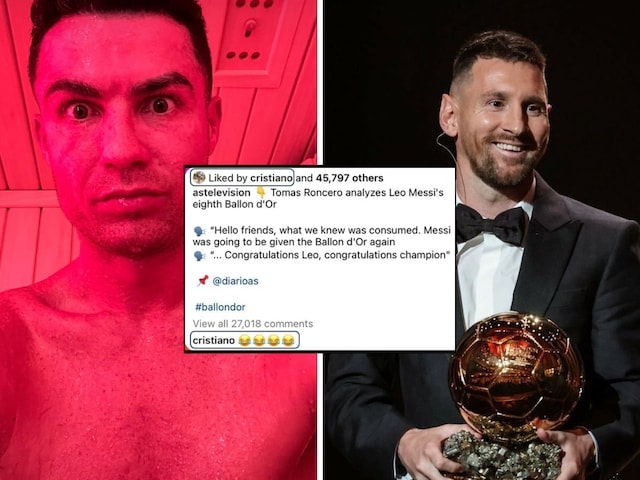 Liked by cristiano and 45,797 others
astelevision 👇 Tomas Roncero analyzes Leo Messi's
eighth Ballon d'Or
🗣 "Hello friends, what we knew was consumed. Messi
was going to be given the Ballon d'Or again
🗣 "... Congratulations Leo, congratulations champion"
📌 @diarioas
#ballondor
View all 27,018 comments
cristiano 😂😂😂😂